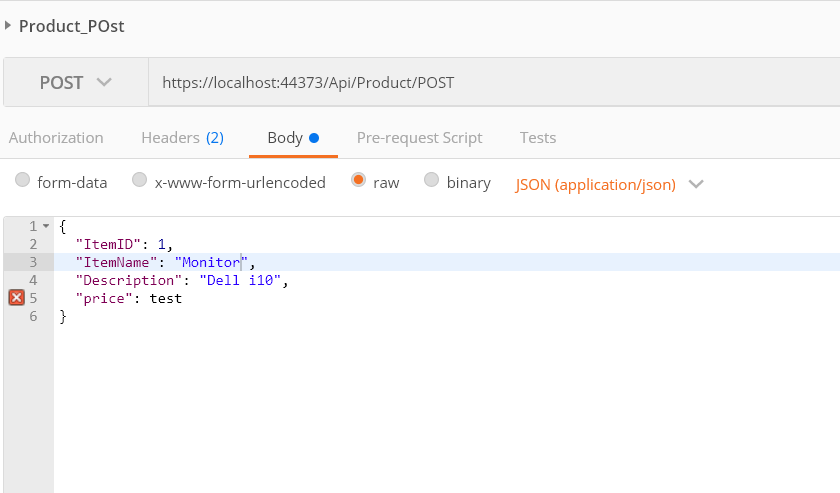 Product_POst
POST https://localhost:44373/Api/Product/POST
Authorization Headers (2) Body Pre-request Script Tests
form-data x-www-form-urlencoded raw binary JSON (application/json)
1 {
2 "ItemID": 1,
3 "ItemName": "Monitor",
4 "Description": "Dell i10",
5 "price": test
6 }